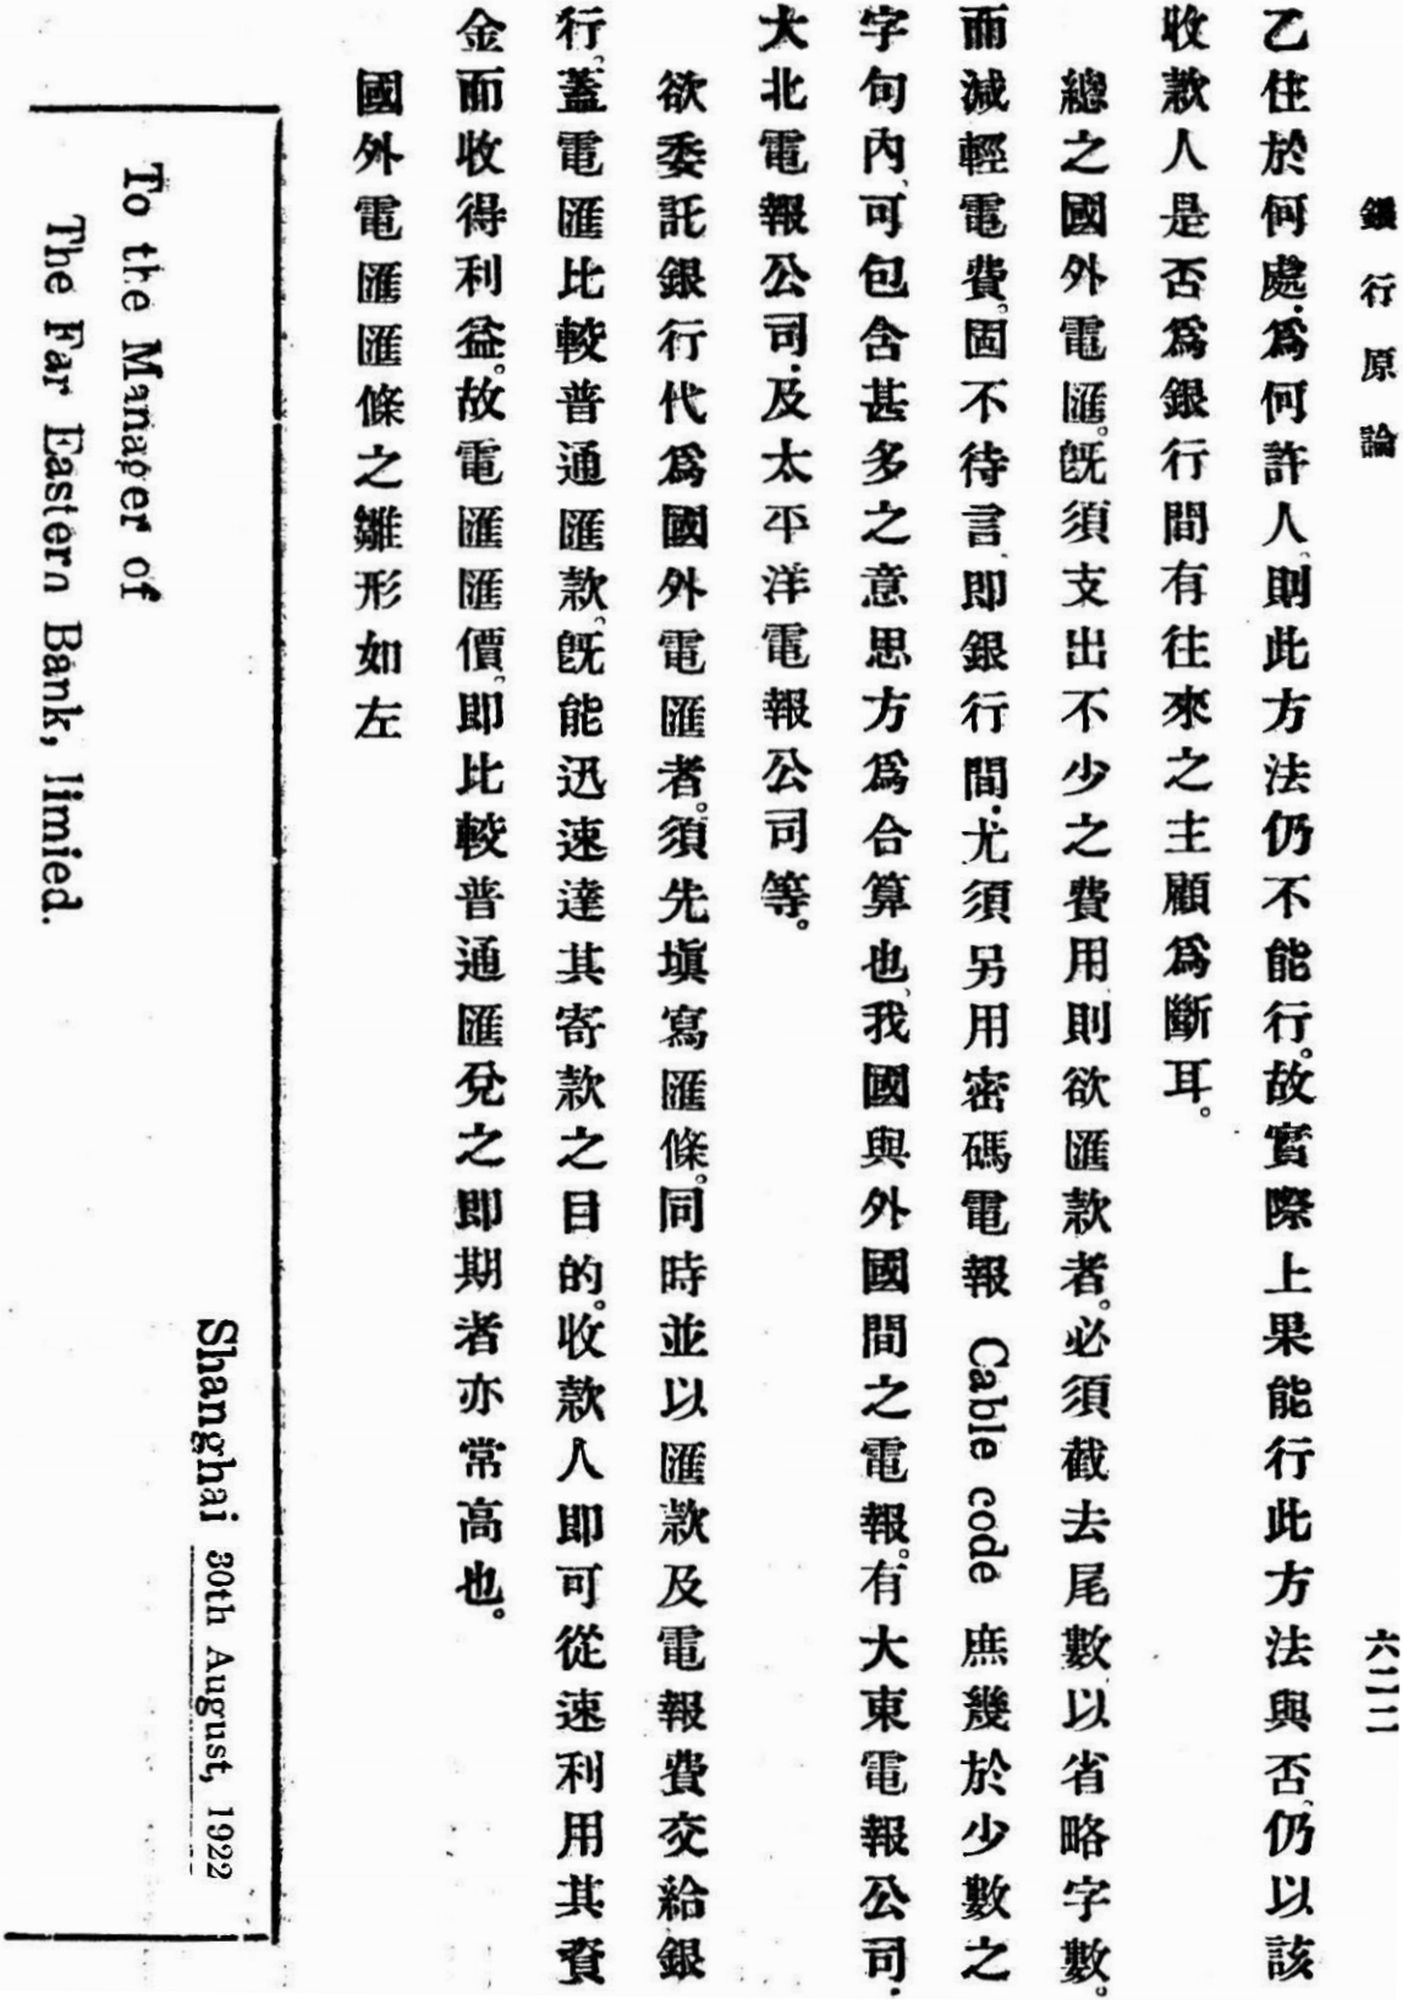 銀行原論
六二二
乙住於何處·爲何許人、則此方法仍不能行。故實際上果能行此方法與否、仍以該
收款人是否爲銀行間有往來之主顧爲斷耳。
總之國外電匯。旣須支出不少之費用、則欲匯款者。必須截去尾數、以省略字數。
而減輕電費。固不待言、即銀行間·尤須另用密碼電報 Cable code 庶幾於少數之
字句內、可包含甚多之意思方爲合算也、我國與外國間之電報。有大東電報公司·
大北電報公司·及太平洋電報公司等。
欲委託銀行代爲國外電匯者。須先塡寫匯條。同時並以匯款及電報費交給銀
行。蓋電匯比較普通匯款。旣能迅速達其寄款之目的。收款人即可從速利用其資
金而收得利益。故電匯匯價。即比較普通匯兌之即期者亦常高也。
國外電匯匯條之雛形如左
Shanghai 30th August, 1922
To the Manager of
The Far Eastern Bank, limied.